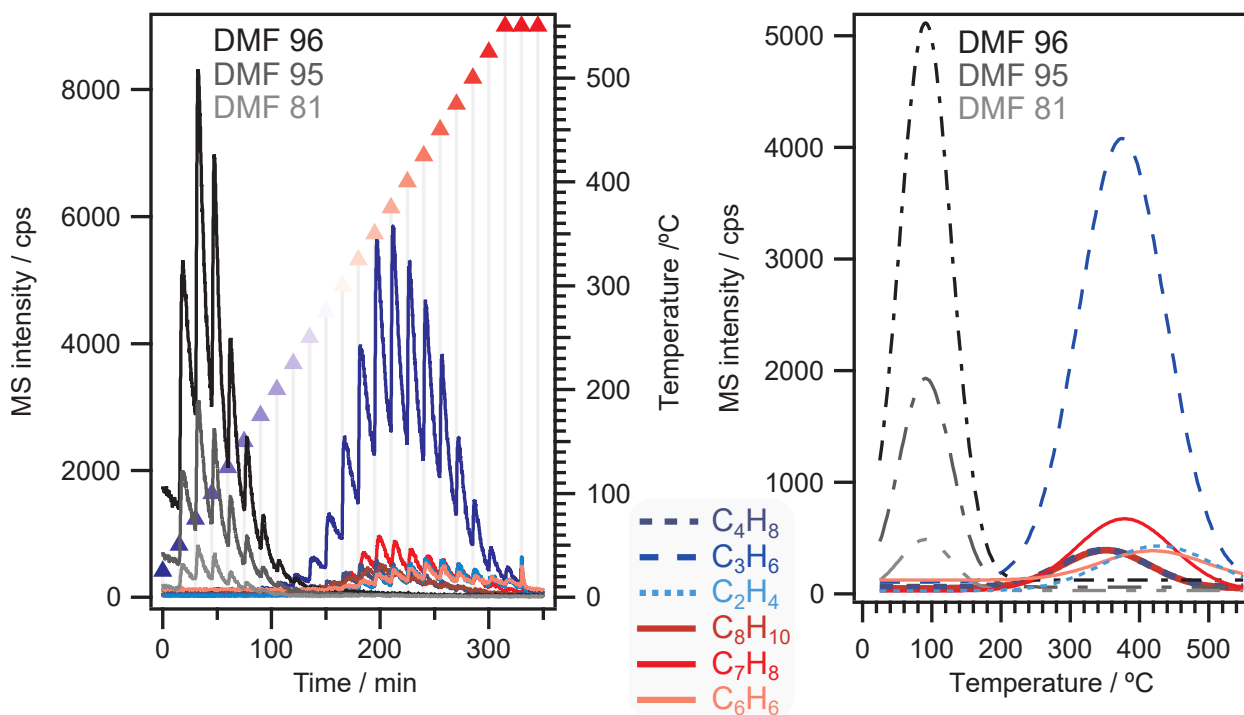 DMF 96
DMF 95
DMF 81
MS intensity / cps
8000
6000
4000
2000
0
0
100
200
300
Time / min
500
400
300
200
100
0
Temperature /ºC
C₄H₈
C₃H₆
C₂H₄
C₈H₁₀
C₇H₈
C₆H₆
DMF 96
DMF 95
DMF 81
MS intensity / cps
5000
4000
3000
2000
1000
0
0
100
200
300
400
500
Temperature / ºC